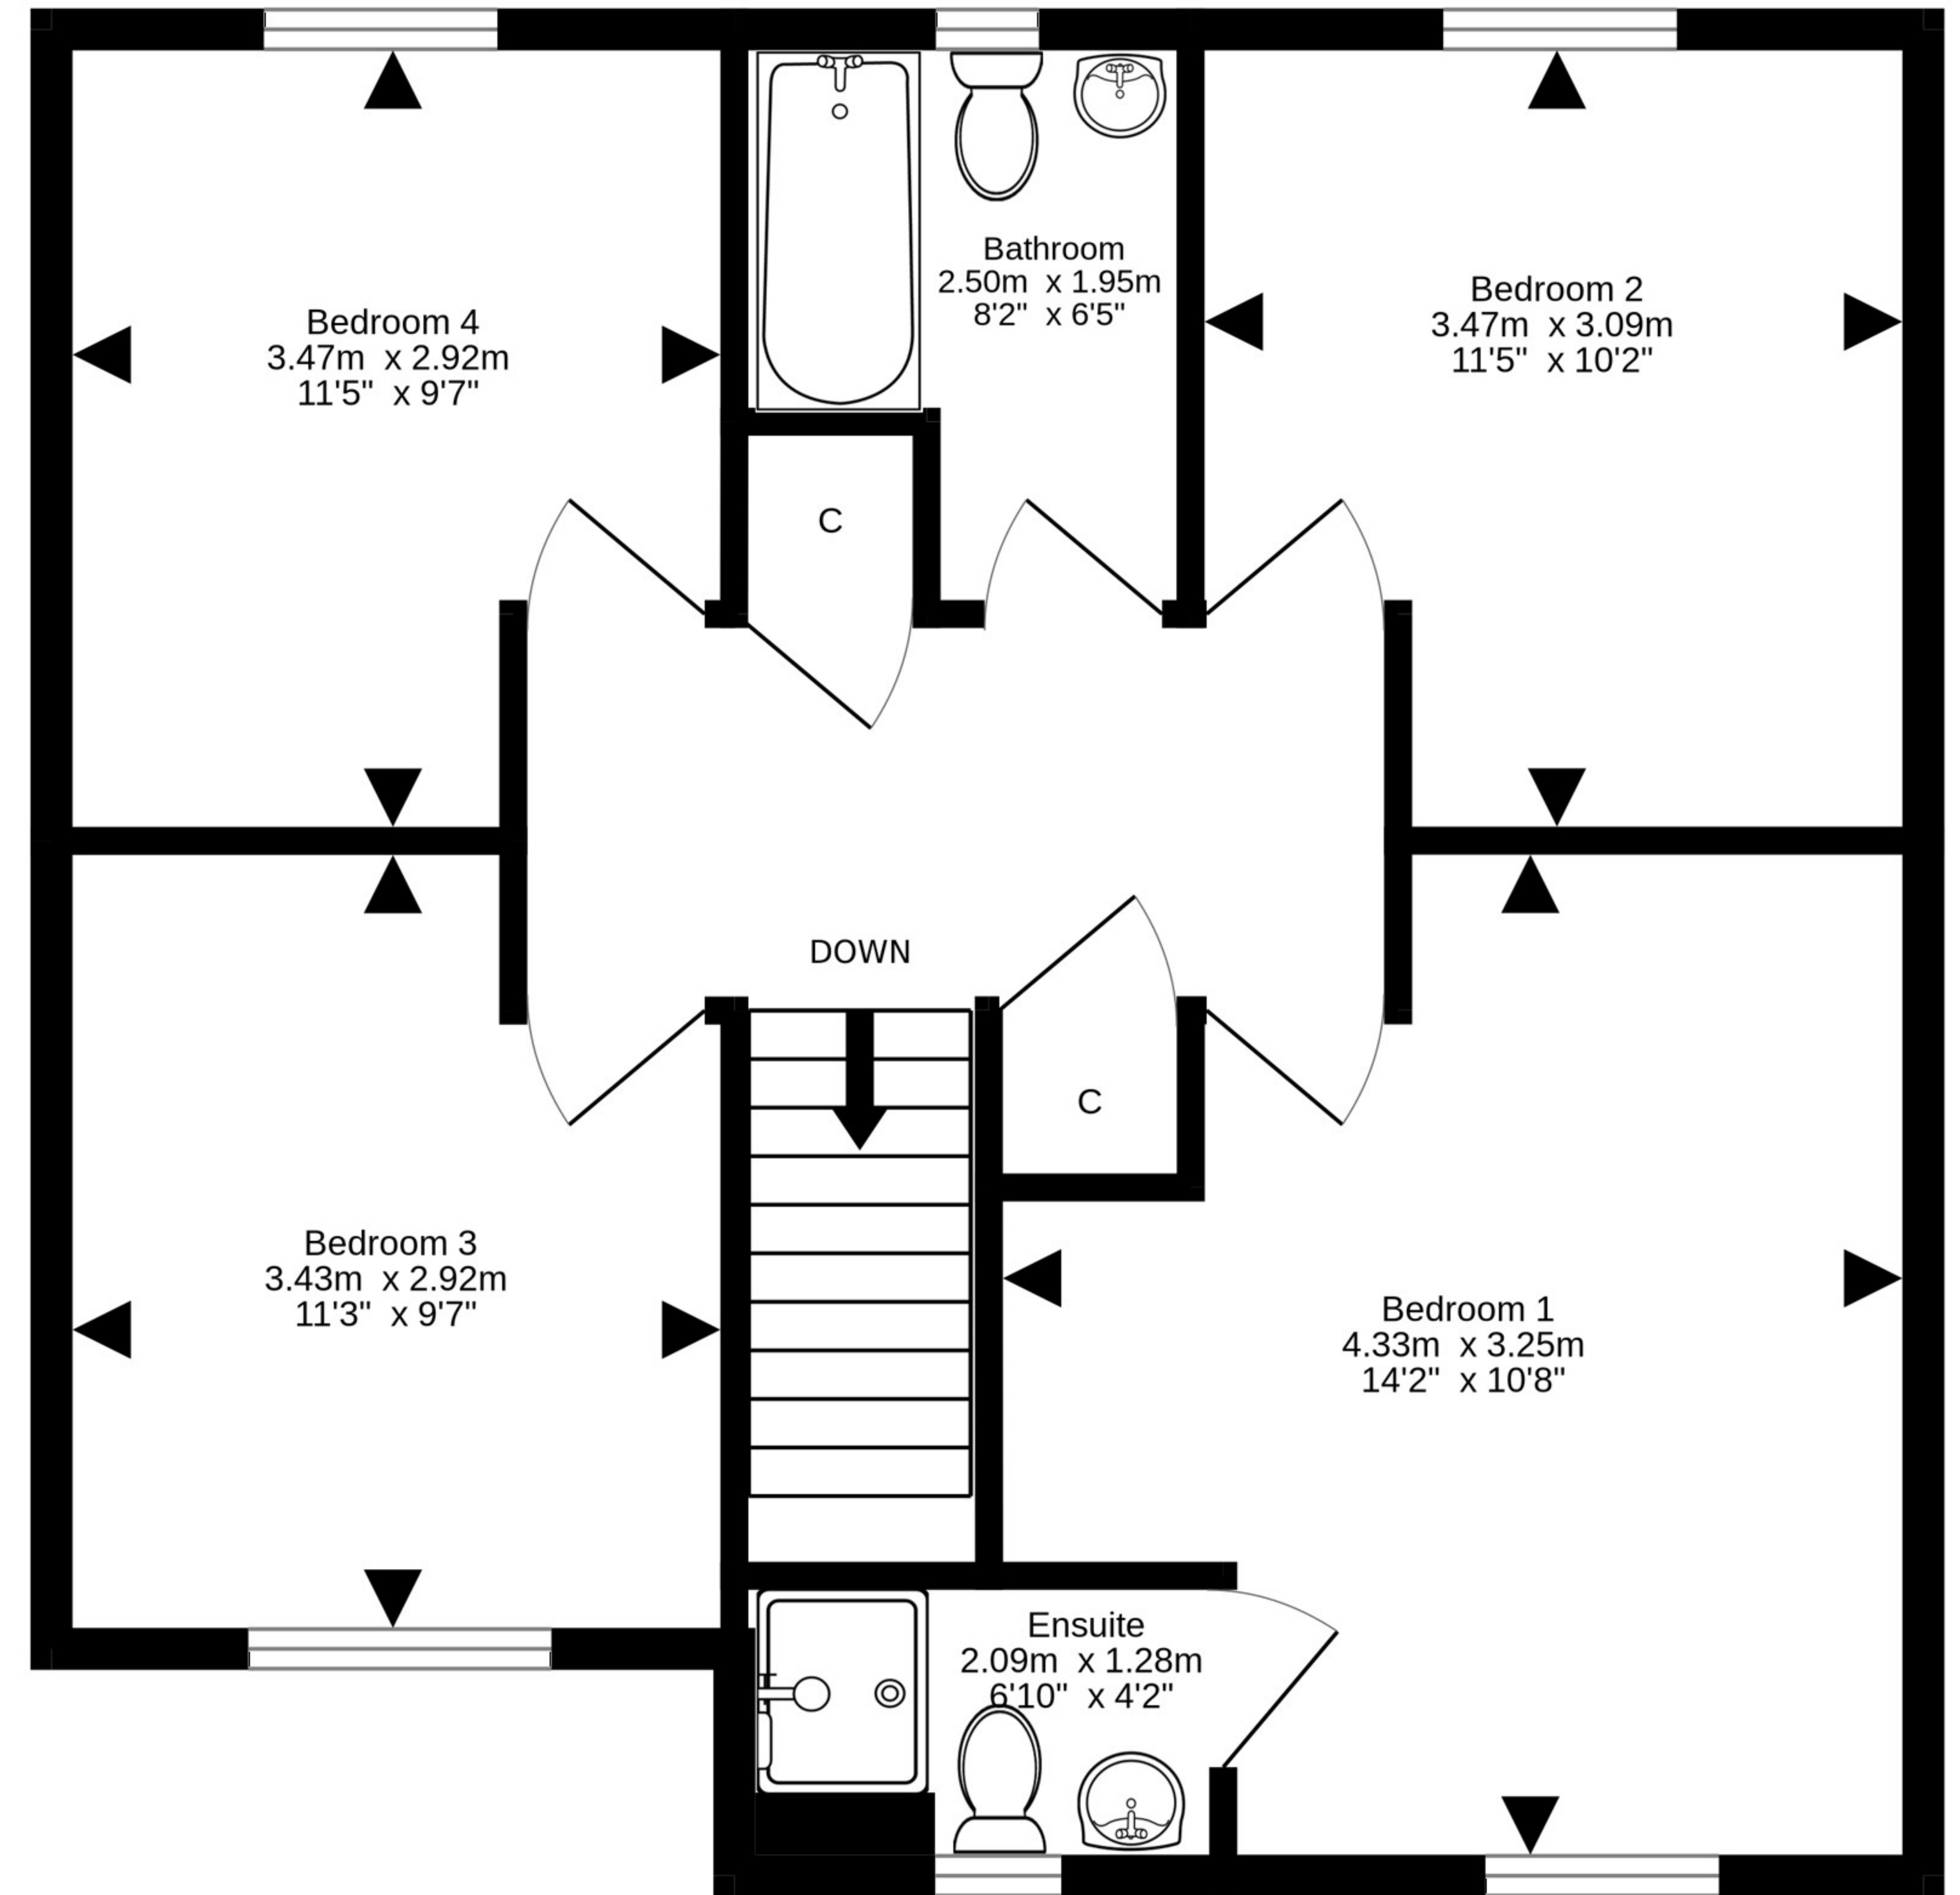 Bathroom
2.50m x 1.95m
8'2" x 6'5"
Bedroom 2
3.47m x 3.09m
11'5" x 10'2"
Bedroom 4
3.47m x 2.92m
11'5" x 9'7"
C
DOWN
C
Bedroom 3
3.43m x 2.92m
11'3" x 9'7"
Bedroom 1
4.33m x 3.25m
14'2" x 10'8"
Ensuite
2.09m x 1.28m
6'10" x 4'2"